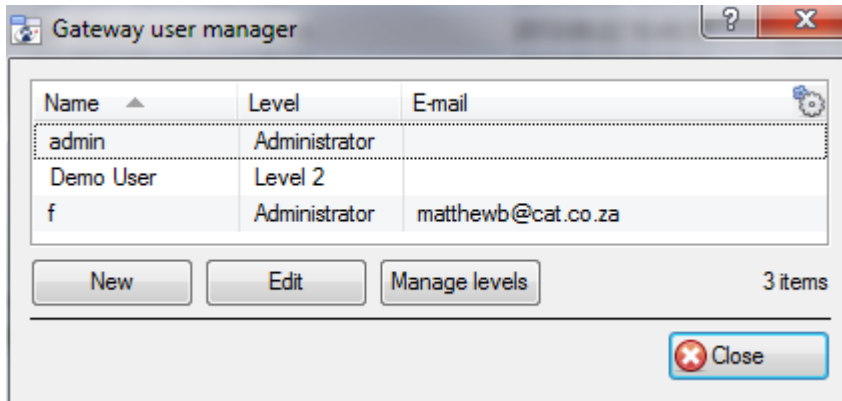 Gateway user manager
Name Level E-mail
admin Administrator
Demo User Level 2
f Administrator matthewb@cat.co.za
New Edit Manage levels 3 items
Close